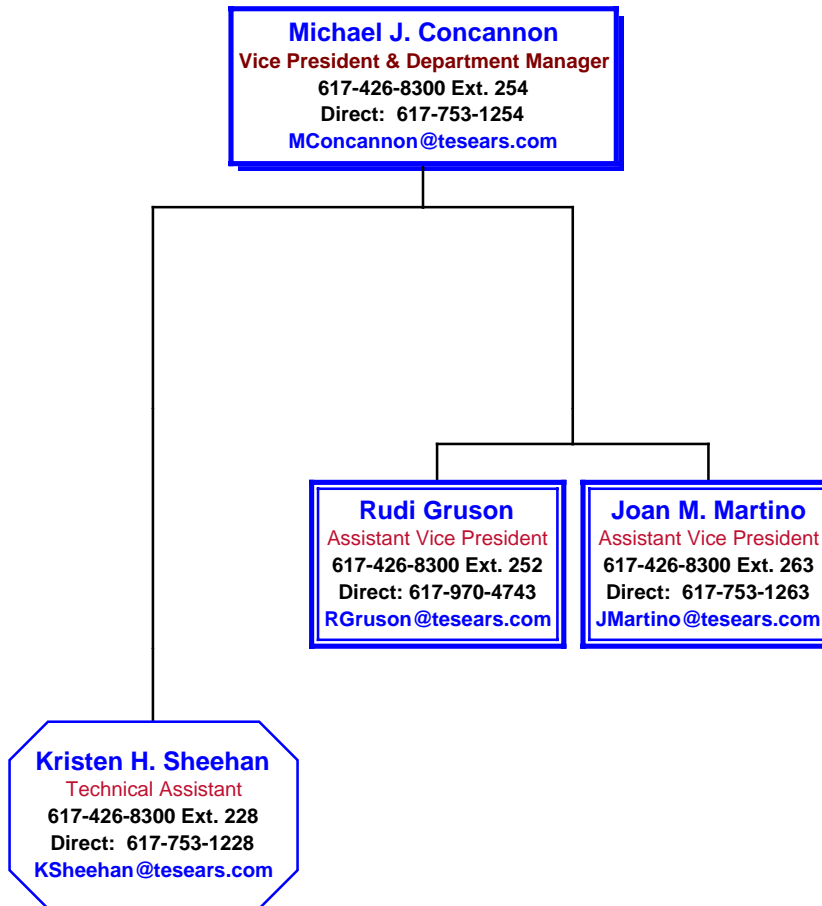 Michael J. Concannon
Vice President & Department Manager
617-426-8300 Ext. 254
Direct:  617-753-1254
MConcannon@tesears.com
Rudi Gruson
Assistant Vice President
617-426-8300 Ext. 252
Direct: 617-970-4743
RGruson@tesears.com
Joan M. Martino
Assistant Vice President
617-426-8300 Ext. 263
Direct:  617-753-1263
JMartino@tesears.com
Kristen H. Sheehan
Technical Assistant
617-426-8300 Ext. 228
Direct:  617-753-1228
KSheehan@tesears.com